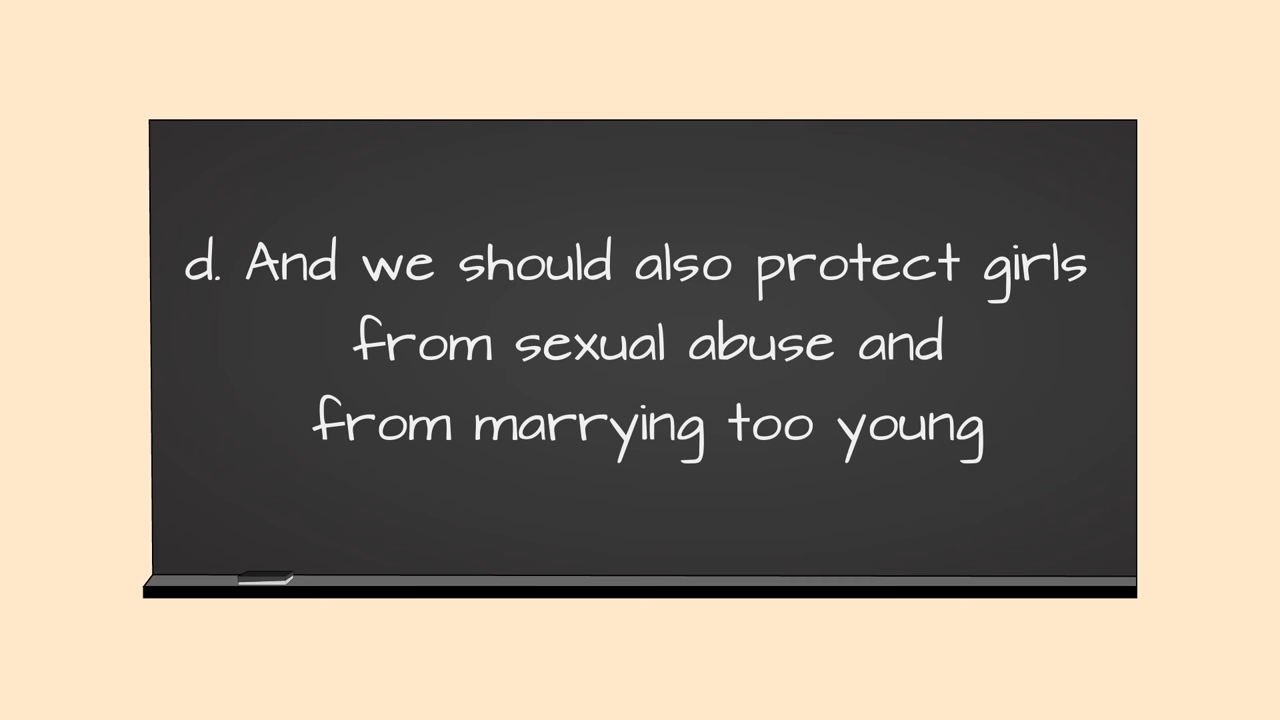 d. And we should also protect girls
from sexual abuse and
from marrying too young